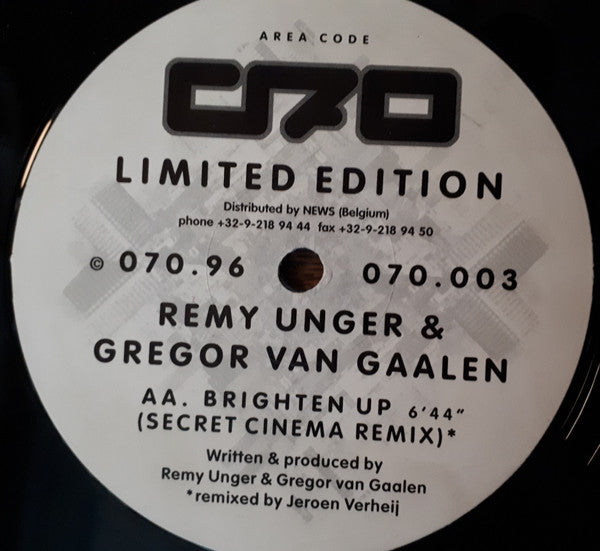 AREA CODE
070
LIMITED EDITION
Distributed by NEWS (Belgium)
phone +32-9-218 94 44 fax +32-9-218 94 50
© 070.96 070.003
REMY UNGER &
GREGOR VAN GAALEN
AA. BRIGHTEN UP 6'44"
(SECRET CINEMA REMIX)*
Written & produced by
Remy Unger & Gregor van Gaalen
*remixed by Jeroen Verheij